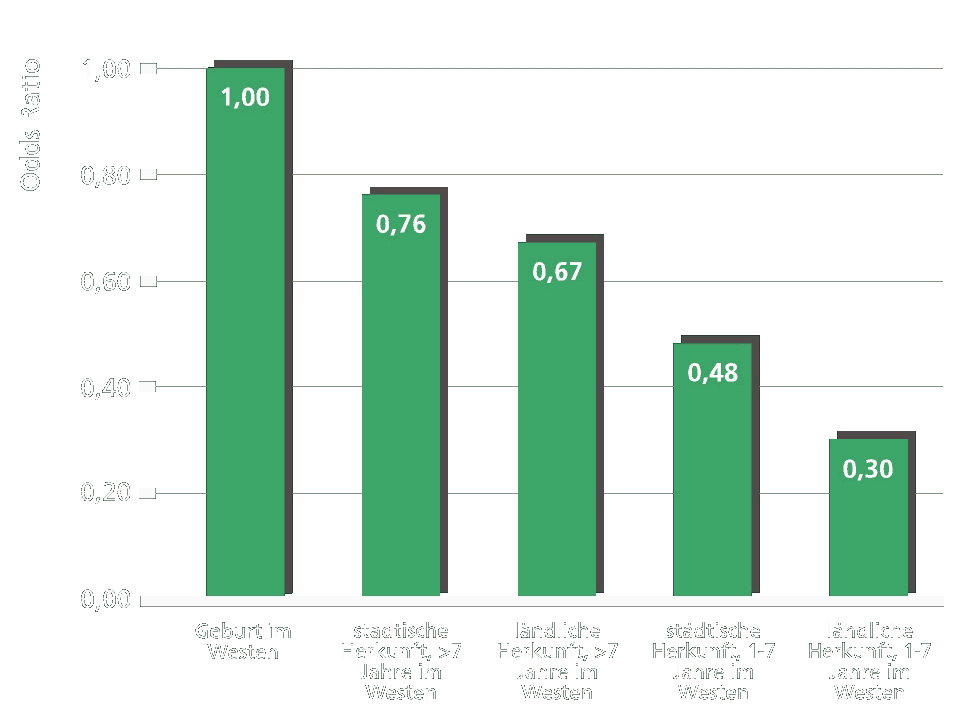 Odds Ratio
1,00
0,80
0,60
0,40
0,20
0,00
1,00
0,76
0,67
0,48
0,30
Geburt im
Westen
städtische
Herkunft, >7
Jahre im
Westen
ländliche
Herkunft, >7
Jahre im
Westen
städtische
Herkunft, 1-7
Jahre im
Westen
ländliche
Herkunft, 1-7
Jahre im
Westen